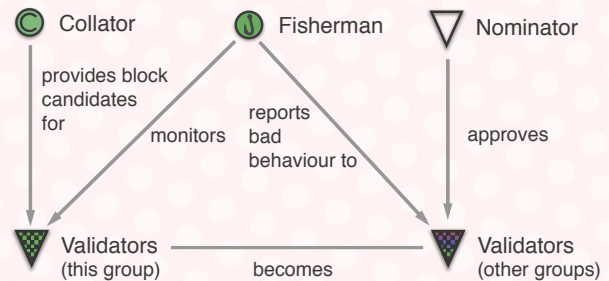 Collator
Fisherman
Nominator
provides block
candidates
for
monitors
reports
bad
behaviour to
approves
Validators
(this group)
becomes
Validators
(other groups)